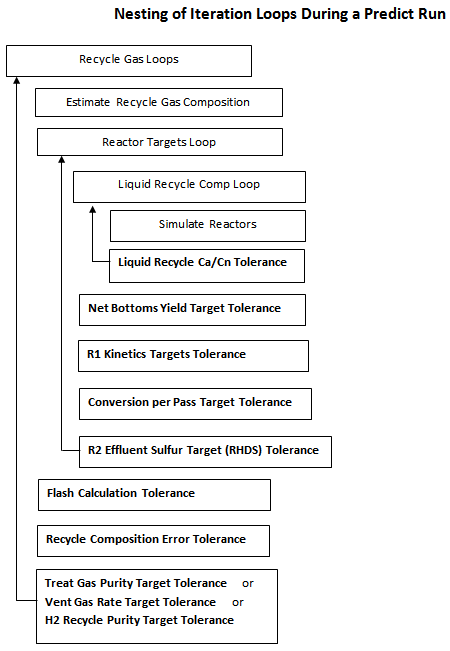 Nesting of Iteration Loops During a Predict Run
Recycle Gas Loops
Estimate Recycle Gas Composition
Reactor Targets Loop
Liquid Recycle Comp Loop
Simulate Reactors
Liquid Recycle Ca/Cn Tolerance
Net Bottoms Yield Target Tolerance
R1 Kinetics Targets Tolerance
Conversion per Pass Target Tolerance
R2 Effluent Sulfur Target (RHDS) Tolerance
Flash Calculation Tolerance
Recycle Composition Error Tolerance
Treat Gas Purity Target Tolerance or
Vent Gas Rate Target Tolerance or
H2 Recycle Purity Target Tolerance